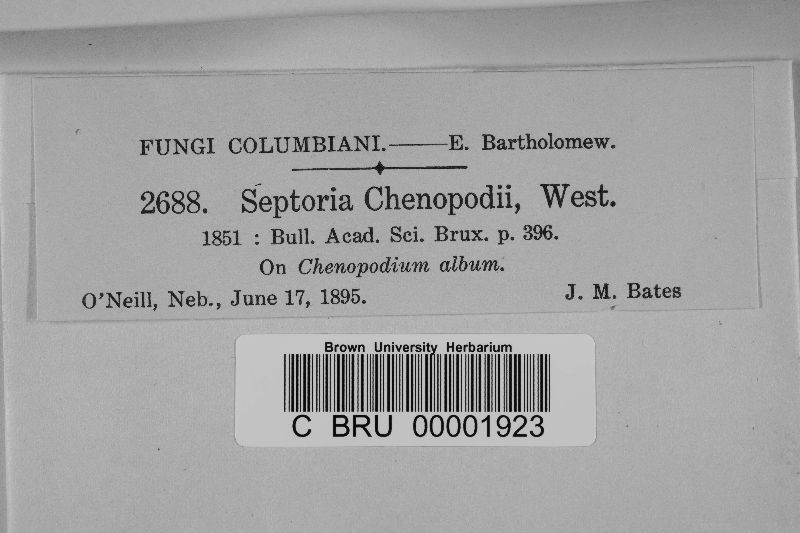 FUNGI COLUMBIANI.——E. Bartholomew.
2688. Septoria Chenopodii, West.
1851 : Bull. Acad. Sci. Brux. p. 396.
On Chenopodium album.
O'Neill, Neb., June 17, 1895. J. M. Bates
Brown University Herbarium
C BRU 00001923